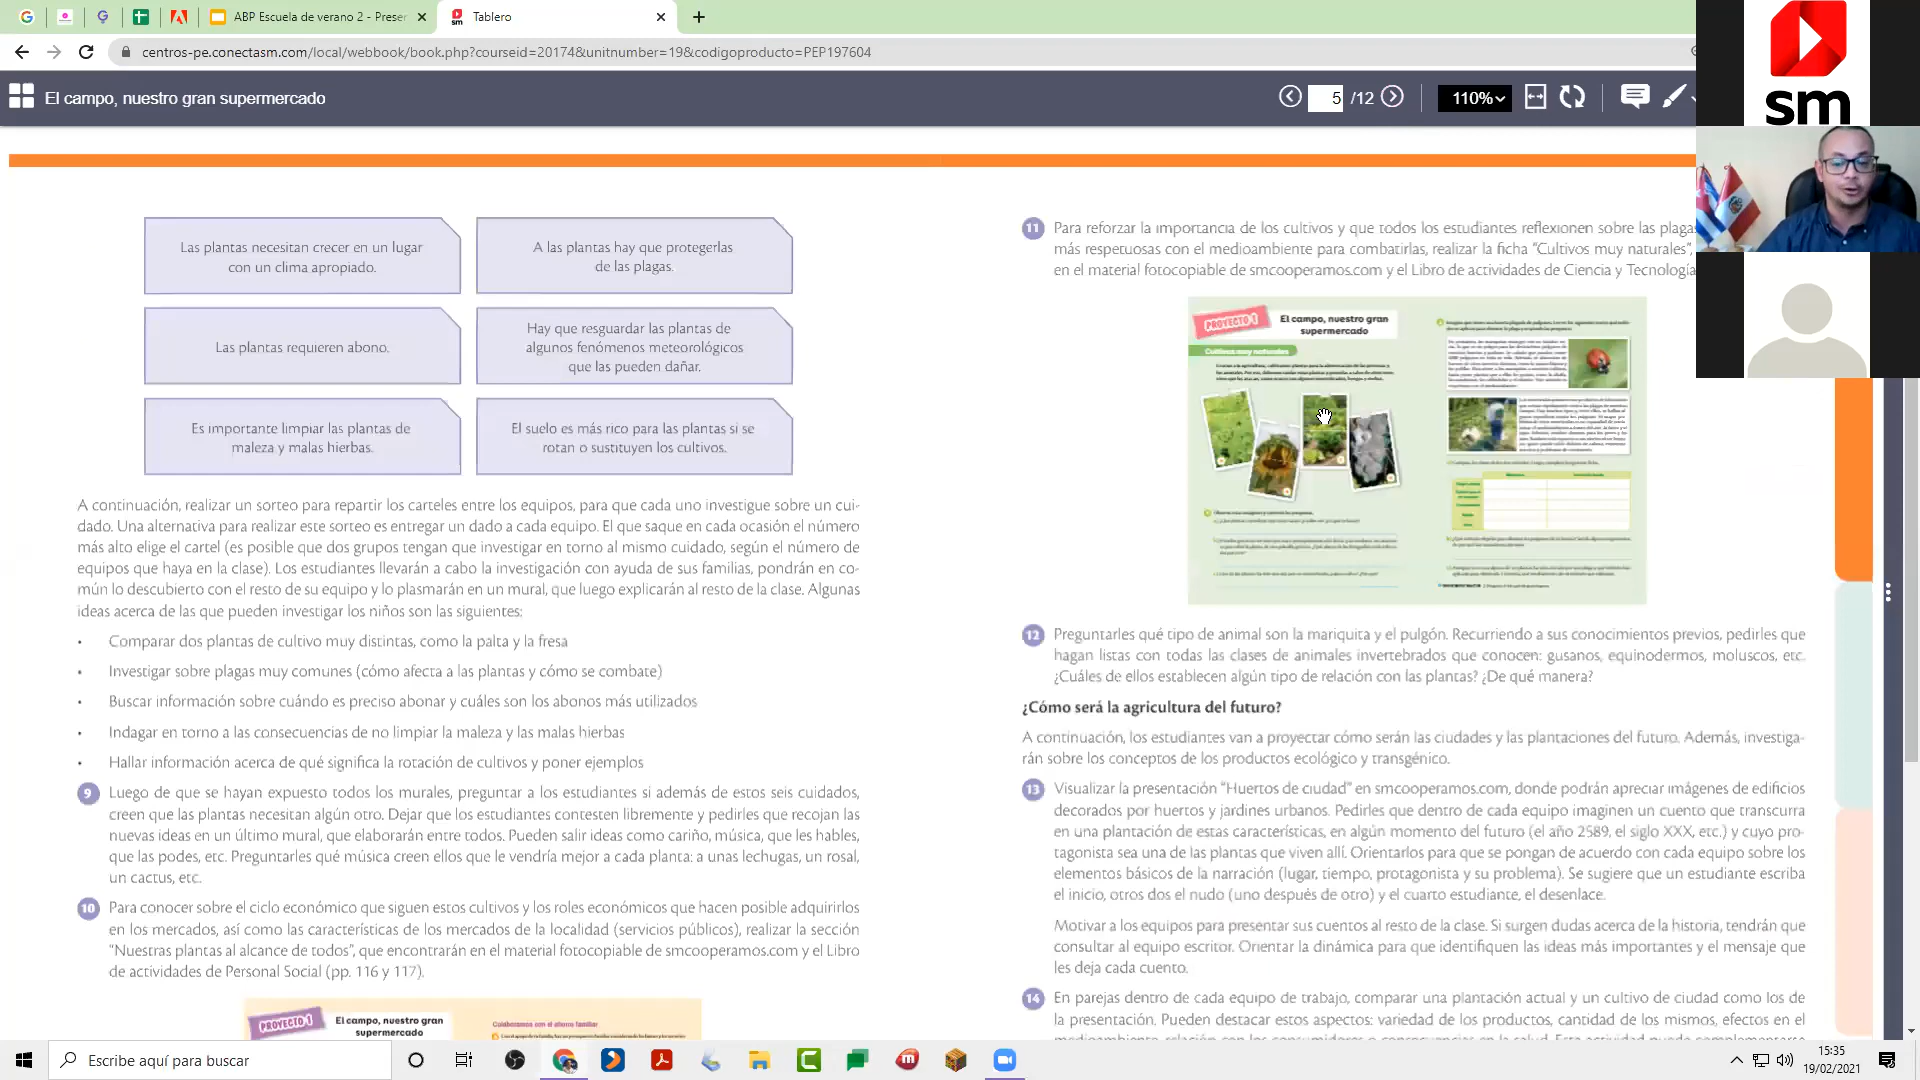 ABP Escuela de verano 2 - Preser
Tablero
centros-pe.conectasm.com/local/webbook/book.php?courseid=20174&unitnumber=19&codigoproducto=PEP197604
El campo, nuestro gran supermercado
5 /12
110%
sm
Las plantas necesitan crecer en un lugar
con un clima apropiado.
A las plantas hay que protegerlas
de las plagas.
Las plantas requieren abono.
Hay que resguardar las plantas de
algunos fenómenos meteorológicos
que las pueden dañar.
Es importante limpiar las plantas de
maleza y malas hierbas.
El suelo es más rico para las plantas si se
rotan o sustituyen los cultivos.
A continuación, realizar un sorteo para repartir los carteles entre los equipos, para que cada uno investigue sobre un cui-
dado. Una alternativa para realizar este sorteo es entregar un dado a cada equipo. El que saque en cada ocasión el número
más alto elige el cartel (es posible que dos grupos tengan que investigar en torno al mismo cuidado, según el número de
equipos que haya en la clase). Los estudiantes llevarán a cabo la investigación con ayuda de sus familias, pondrán en co-
mún lo descubierto con el resto de su equipo y lo plasmarán en un mural, que luego explicarán al resto de la clase. Algunas
ideas acerca de las que pueden investigar los niños son las siguientes:
• Comparar dos plantas de cultivo muy distintas, como la palta y la fresa
• Investigar sobre plagas muy comunes (cómo afecta a las plantas y cómo se combate)
• Buscar información sobre cuándo es preciso abonar y cuáles son los abonos más utilizados
• Indagar en torno a las consecuencias de no limpiar la maleza y las malas hierbas
• Hallar información acerca de qué significa la rotación de cultivos y poner ejemplos
9 Luego de que se hayan expuesto todos los murales, preguntar a los estudiantes si además de estos seis cuidados,
creen que las plantas necesitan algún otro. Dejar que los estudiantes contesten libremente y pedirles que recojan las
nuevas ideas en un último mural, que elaborarán entre todos. Pueden salir ideas como cariño, música, que les hables,
que las podes, etc. Preguntarles qué música creen ellos que le vendría mejor a cada planta: a unas lechugas, un rosal,
un cactus, etc.
10 Para conocer sobre el ciclo económico que siguen estos cultivos y los roles económicos que hacen posible adquirirlos
en los mercados, así como las características de los mercados de la localidad (servicios públicos), realizar la sección
“Nuestras plantas al alcance de todos”, que encontrarán en el material fotocopiable de smcooperamos.com y el Libro
de actividades de Personal Social (pp. 116 y 117).
PROYECTO 1
El campo, nuestro gran
supermercado
Colaboramos con el ahorro familiar
11 Para reforzar la importancia de los cultivos y que todos los estudiantes reflexionen sobre las plagas
más respetuosas con el medioambiente para combatirlas, realizar la ficha “Cultivos muy naturales”,
en el material fotocopiable de smcooperamos.com y el Libro de actividades de Ciencia y Tecnología
PROYECTO 1
El campo, nuestro gran
supermercado
Cultivos muy naturales
12 Preguntarles qué tipo de animal son la mariquita y el pulgón. Recurriendo a sus conocimientos previos, pedirles que
hagan listas con todas las clases de animales invertebrados que conocen: gusanos, equinodermos, moluscos, etc.
¿Cuáles de ellos establecen algún tipo de relación con las plantas? ¿De qué manera?
¿Cómo será la agricultura del futuro?
A continuación, los estudiantes van a proyectar cómo serán las ciudades y las plantaciones del futuro. Además, investiga-
rán sobre los conceptos de los productos ecológico y transgénico.
13 Visualizar la presentación “Huertos de ciudad” en smcooperamos.com, donde podrán apreciar imágenes de edificios
decorados por huertos y jardines urbanos. Pedirles que dentro de cada equipo imaginen un cuento que transcurra
en una plantación de estas características, en algún momento del futuro (el año 2589, el siglo XXX, etc.) y cuyo pro-
tagonista sea una de las plantas que viven allí. Orientarlos para que se pongan de acuerdo con cada equipo sobre los
elementos básicos de la narración (lugar, tiempo, protagonista y su problema). Se sugiere que un estudiante escriba
el inicio, otros dos el nudo (uno después de otro) y el cuarto estudiante, el desenlace.
Motivar a los equipos para presentar sus cuentos al resto de la clase. Si surgen dudas acerca de la historia, tendrán que
consultar al equipo escritor. Orientar la dinámica para que identifiquen las ideas más importantes y el mensaje que
les deja cada cuento.
14 En parejas dentro de cada equipo de trabajo, comparar una plantación actual y un cultivo de ciudad como los de
la presentación. Pueden destacar estos aspectos: variedad de los productos, cantidad de los mismos, efectos en el
Escribe aquí para buscar
15:35
19/02/2021